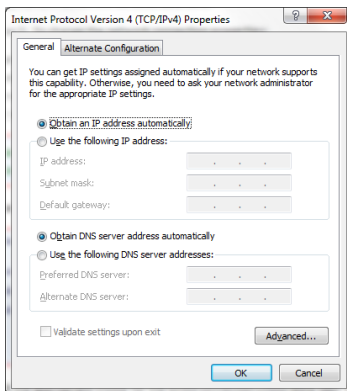 Internet Protocol Version 4 (TCP/IPv4) Properties
General
Alternate Configuration
You can get IP settings assigned automatically if your network supports
this capability. Otherwise, you need to ask your network administrator
for the appropriate IP settings.
Obtain an IP address automatically
Use the following IP address:
IP address:
Subnet mask:
Default gateway:
Obtain DNS server address automatically
Use the following DNS server addresses:
Preferred DNS server:
Alternate DNS server:
Validate settings upon exit
Advanced...
OK
Cancel